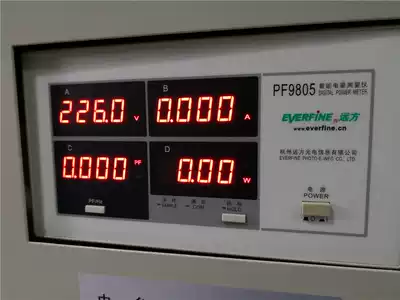 A
226.0 V
B
0.000 A
C
0.000 PF
D
0.00 W
PF9805 智能电量测量仪
DIGITAL POWER METER
EVERFINE 远方
www.everfine.cn
杭州远方光电信息有限公司
EVERFINE PHOTO-E-INFO CO., LTD
电源
POWER
HOLD